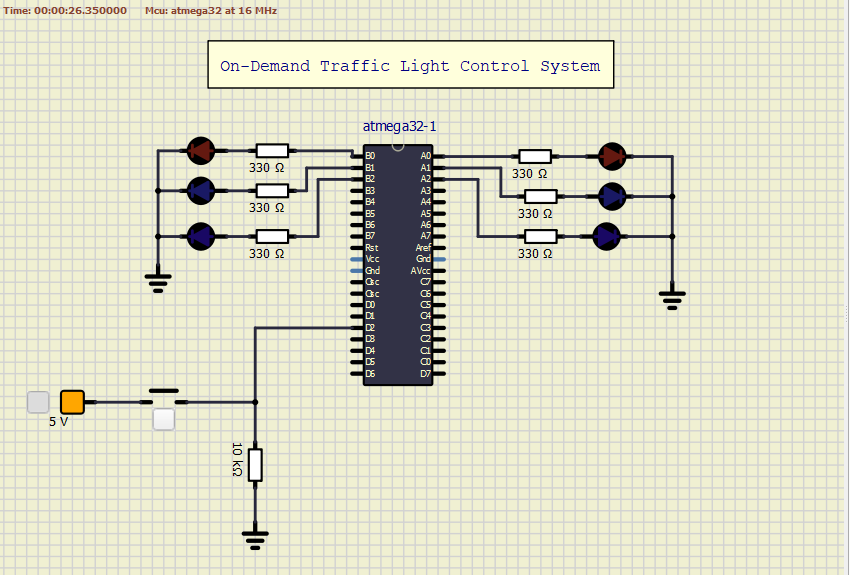 Time: 00:00:26.350000 Mcu: atmega32 at 16 MHz
On-Demand Traffic Light Control System
atmega32-1
330 Ω
330 Ω
330 Ω
330 Ω
330 Ω
330 Ω
B0 A0
B1 A1
B2 A2
B3 A3
B4 A4
B5 A5
B6 A6
B7 A7
Rst Aref
Vcc Gnd
Gnd AVcc
Osc C7
Osc C6
D0 C5
D1 C4
D2 C3
D3 C2
D4 C1
D5 C0
D6 D7
5 V
10 kΩ